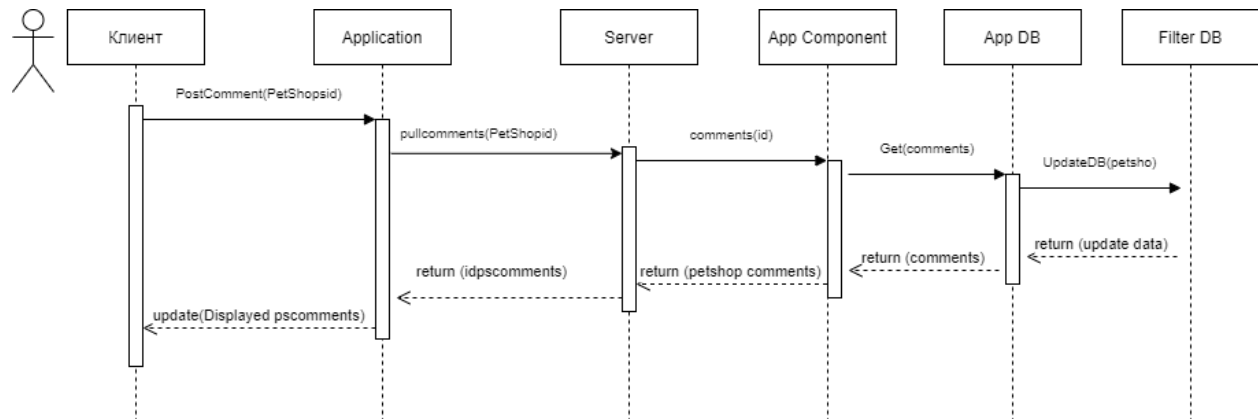 Клиент
Application
Server
App Component
App DB
Filter DB
PostComment(PetShopsid)
pullcomments(PetShopid)
comments(id)
Get(comments)
UpdateDB(petsho)
return (update data)
return (comments)
return (petshop comments)
return (idpscomments)
update(Displayed pscomments)